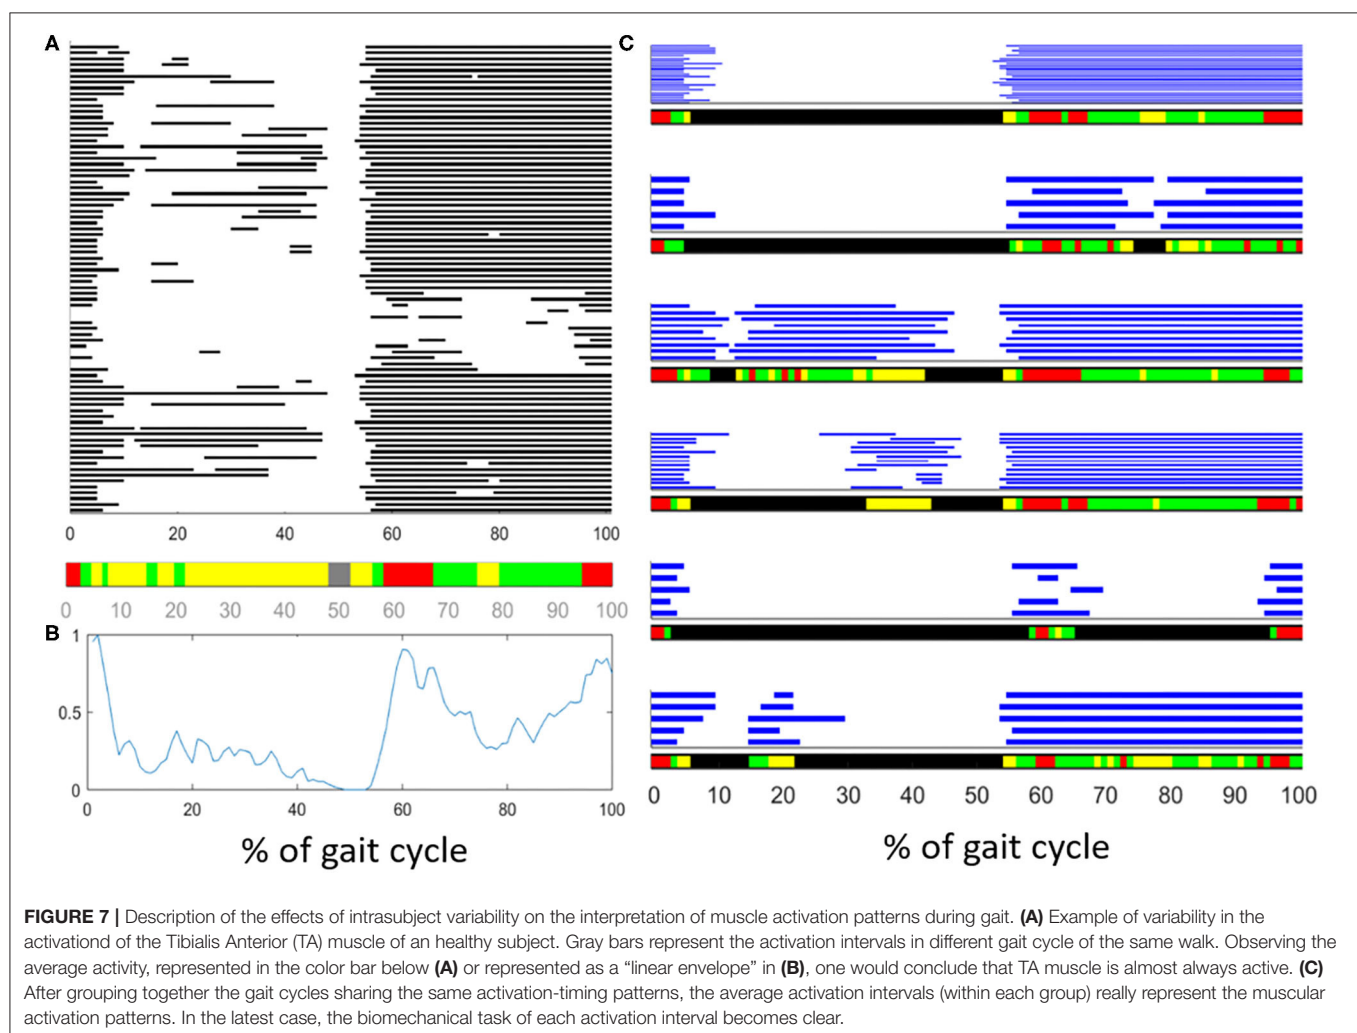 A
0 20 40 60 80 100
0 10 20 30 40 50 60 70 80 90 100
B
1
0.5
0
0 20 40 60 80 100
% of gait cycle
C
0 10 20 30 40 50 60 70 80 90 100
% of gait cycle
FIGURE 7 | Description of the effects of intrasubject variability on the interpretation of muscle activation patterns during gait. (A) Example of variability in the
activationd of the Tibialis Anterior (TA) muscle of an healthy subject. Gray bars represent the activation intervals in different gait cycle of the same walk. Observing the
average activity, represented in the color bar below (A) or represented as a “linear envelope” in (B), one would conclude that TA muscle is almost always active. (C)
After grouping together the gait cycles sharing the same activation-timing patterns, the average activation intervals (within each group) really represent the muscular
activation patterns. In the latest case, the biomechanical task of each activation interval becomes clear.